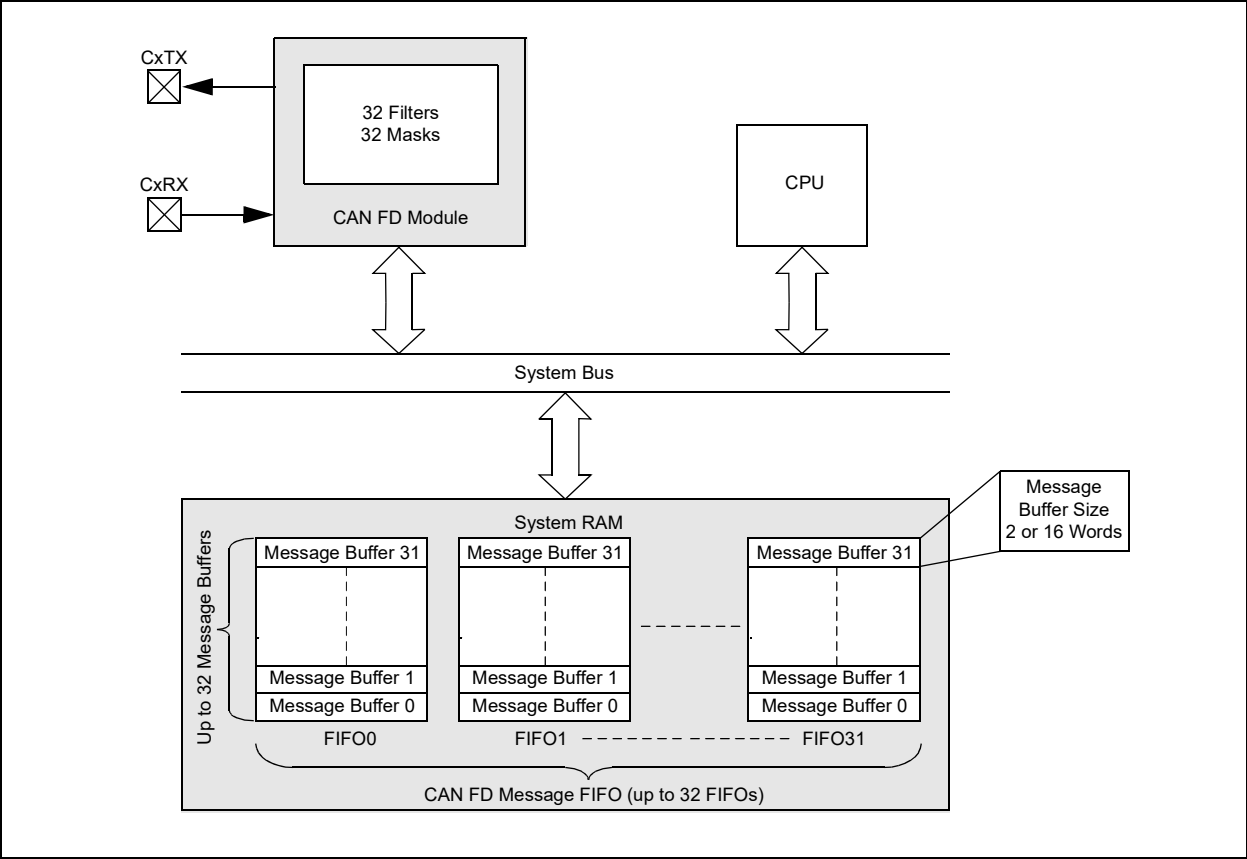 CxTX
32 Filters
32 Masks
CxRX
CAN FD Module
CPU
System Bus
Message
Buffer Size
2 or 16 Words
System RAM
Up to 32 Message Buffers
Message Buffer 31
Message Buffer 31
Message Buffer 31
Message Buffer 1
Message Buffer 1
Message Buffer 1
Message Buffer 0
Message Buffer 0
Message Buffer 0
FIFO0
FIFO1
FIFO31
CAN FD Message FIFO (up to 32 FIFOs)